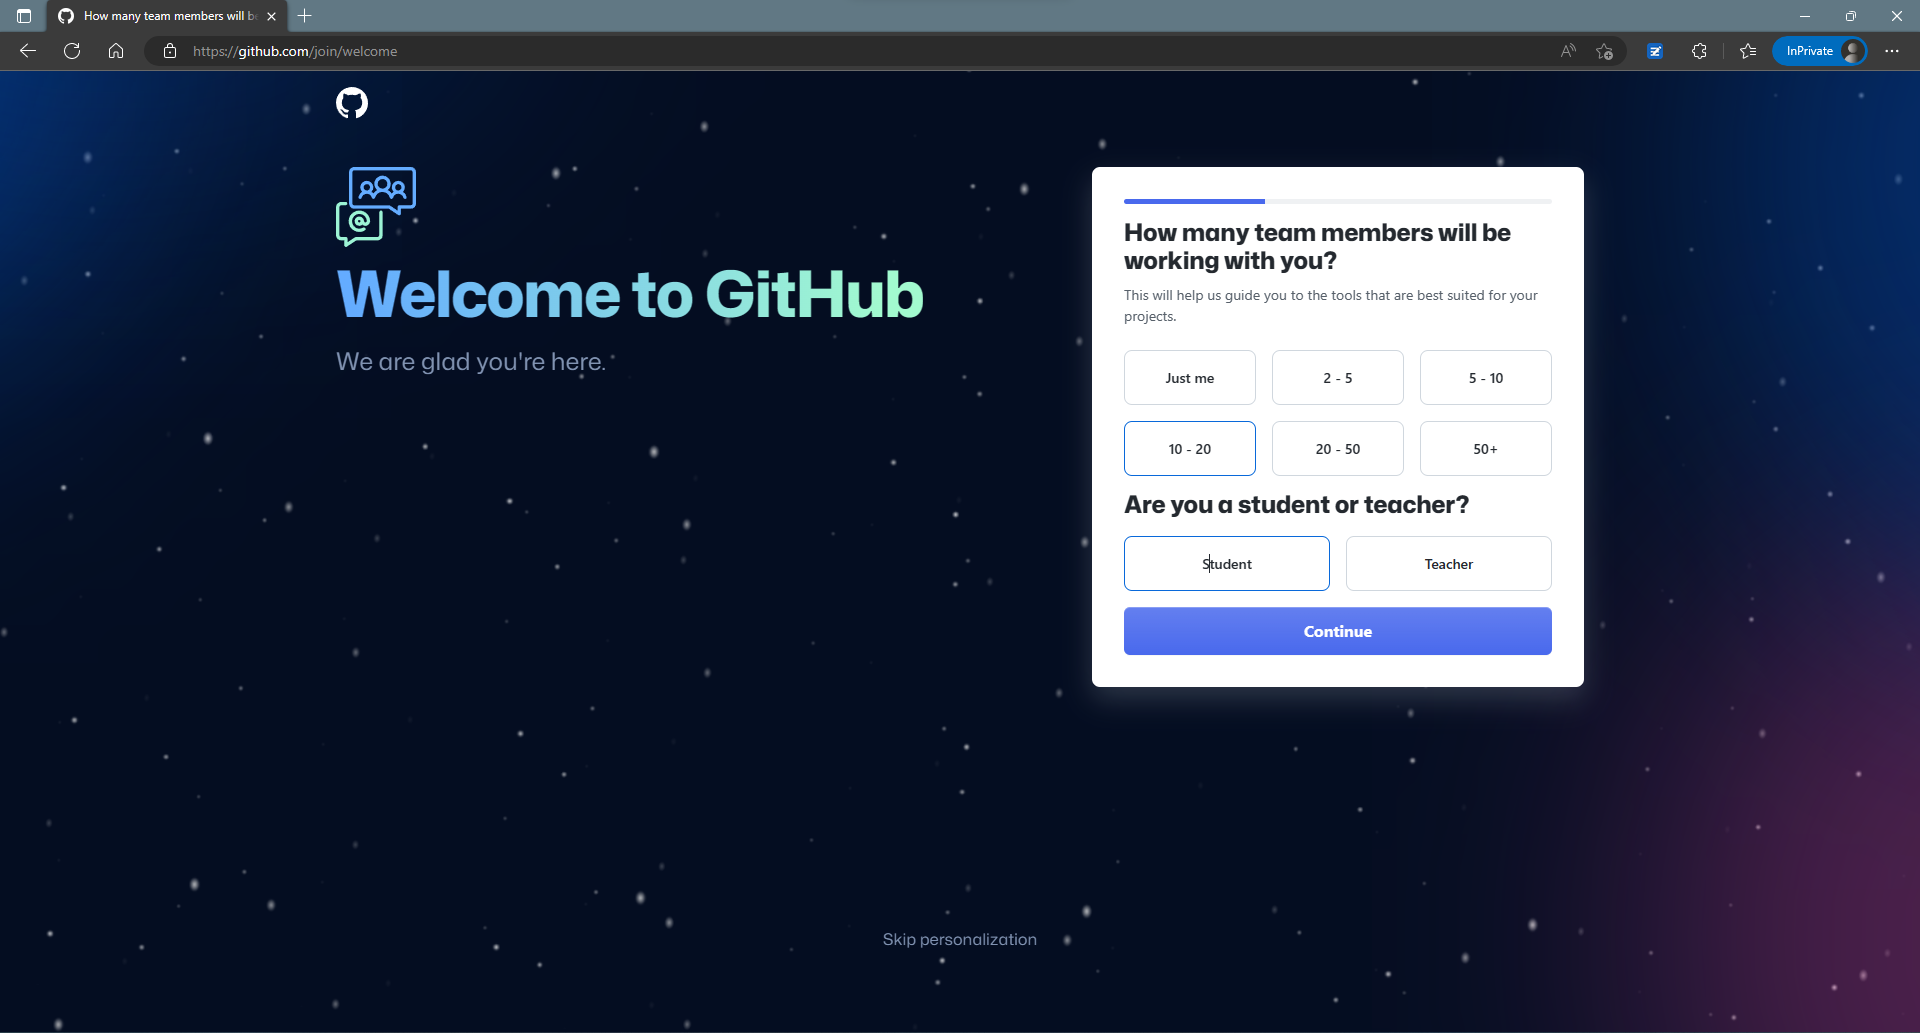 How many team members will be
https://github.com/join/welcome
InPrivate
Welcome to GitHub
We are glad you're here.
How many team members will be
working with you?
This will help us guide you to the tools that are best suited for your
projects.
Just me
2 - 5
5 - 10
10 - 20
20 - 50
50+
Are you a student or teacher?
Student
Teacher
Continue
Skip personalization